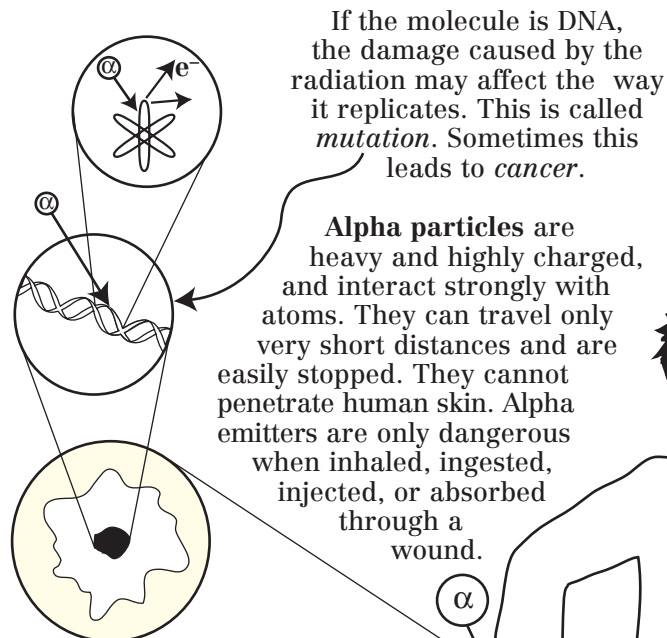 If the molecule is DNA,
the damage caused by the
radiation may affect the way
it replicates. This is called
mutation. Sometimes this
leads to cancer.
α
e⁻
α
Alpha particles are
heavy and highly charged,
and interact strongly with
atoms. They can travel only
very short distances and are
easily stopped. They cannot
penetrate human skin. Alpha
emitters are only dangerous
when inhaled, ingested,
injected, or absorbed
through a
wound.
α